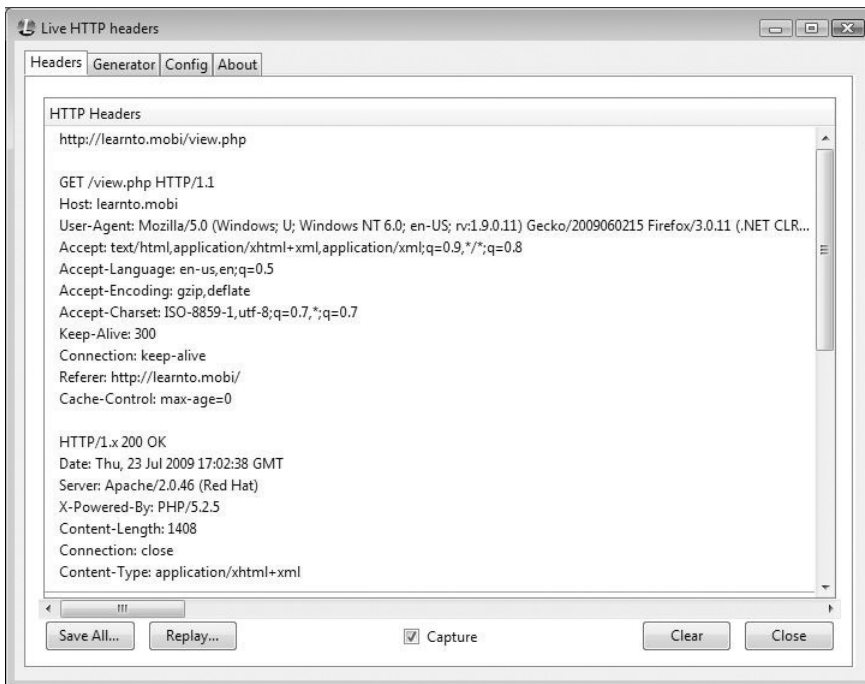 Live HTTP headers
Headers Generator Config About
HTTP Headers
http://learnto.mobi/view.php
GET /view.php HTTP/1.1
Host: learnto.mobi
User-Agent: Mozilla/5.0 (Windows; U; Windows NT 6.0; en-US; rv:1.9.0.11) Gecko/2009060215 Firefox/3.0.11 (.NET CLR...
Accept: text/html,application/xhtml+xml,application/xml;q=0.9,*/*;q=0.8
Accept-Language: en-us,en;q=0.5
Accept-Encoding: gzip,deflate
Accept-Charset: ISO-8859-1,utf-8;q=0.7,*;q=0.7
Keep-Alive: 300
Connection: keep-alive
Referer: http://learnto.mobi/
Cache-Control: max-age=0
HTTP/1.x 200 OK
Date: Thu, 23 Jul 2009 17:02:38 GMT
Server: Apache/2.0.46 (Red Hat)
X-Powered-By: PHP/5.2.5
Content-Length: 1408
Connection: close
Content-Type: application/xhtml+xml
Save All... Replay... Capture Clear Close